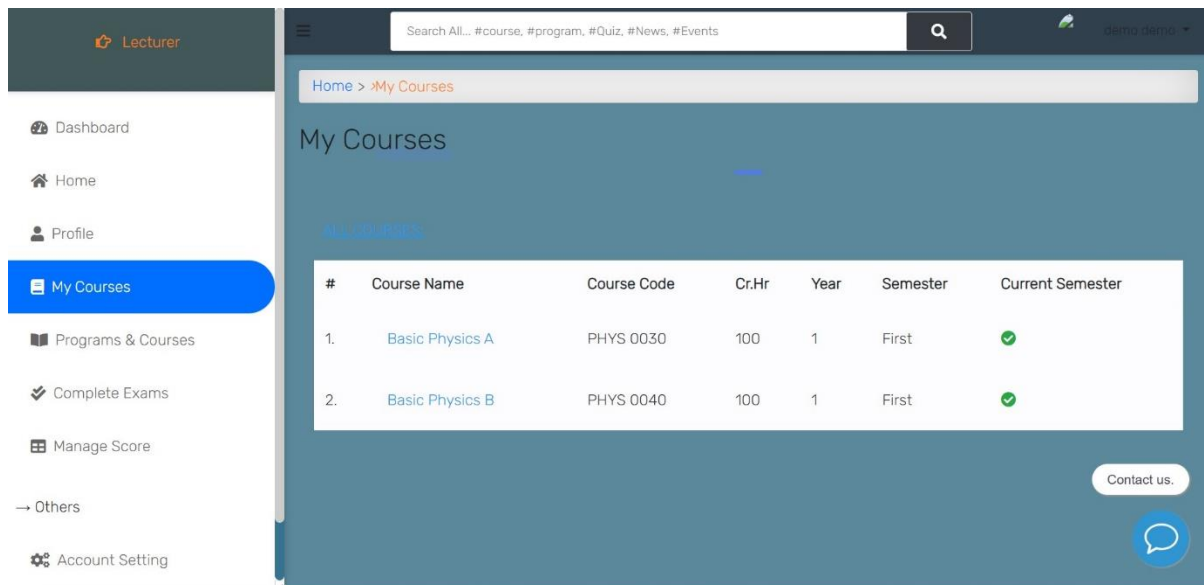 Lecturer
Search All... #course, #program, #Quiz, #News, #Events
demo demo
Home > >My Courses
Dashboard
My Courses
Home
Profile
ALL COURSES
My Courses
# Course Name Course Code Cr.Hr Year Semester Current Semester
Programs & Courses
1. Basic Physics A PHYS 0030 100 1 First
Complete Exams
2. Basic Physics B PHYS 0040 100 1 First
Manage Score
Contact us.
→ Others
Account Setting